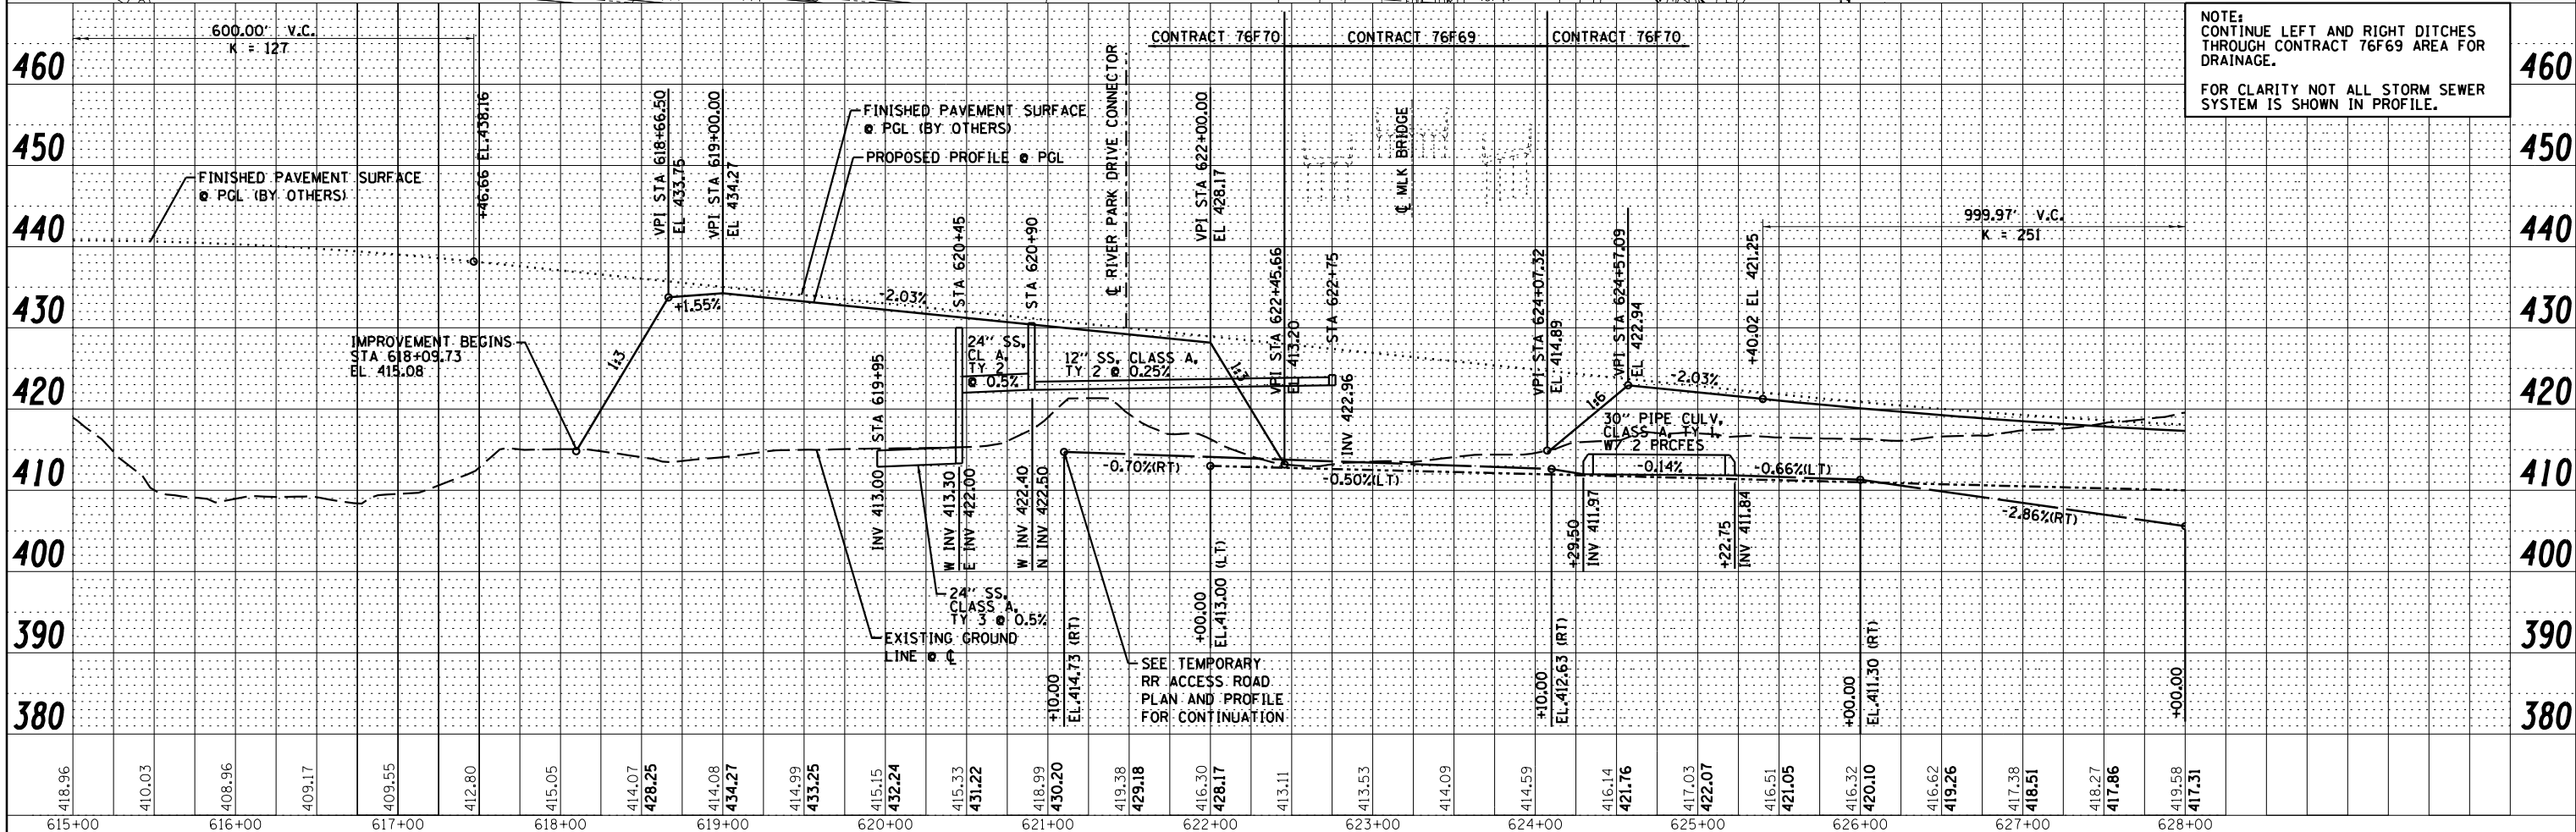 600.00' V.C.
K = 127
460
450
440
430
420
410
400
390
380
FINISHED PAVEMENT SURFACE
@ PGL (BY OTHERS)
+46.66 EL.438.16
IMPROVEMENT BEGINS
STA 618+09.73
EL 415.08
1:3
VPI STA 618+66.50
EL 433.75
+1.55%
VPI STA 619+00.00
EL 434.27
FINISHED PAVEMENT SURFACE
@ PGL (BY OTHERS)
PROPOSED PROFILE @ PGL
-2.03%
STA 619+95
INV 413.00
STA 620+45
W INV 413.30
E INV 422.00
24" SS,
CL A,
TY 2
@ 0.5%
STA 620+90
W INV 422.40
N INV 422.50
12" SS, CLASS A,
TY 2 @ 0.25%
24" SS,
CLASS A,
TY 3 @ 0.5%
EXISTING GROUND
LINE @ ℄
℄ RIVER PARK DRIVE CONNECTOR
+10.00
EL.414.73 (RT)
SEE TEMPORARY
RR ACCESS ROAD
PLAN AND PROFILE
FOR CONTINUATION
-0.70%(RT)
CONTRACT 76F70
CONTRACT 76F69
CONTRACT 76F70
VPI STA 622+00.00
EL 428.17
1:3
+00.00
EL.413.00 (LT)
VPI STA 622+45.66
EL 413.20
STA 622+75
INV 422.96
-0.50%(LT)
℄ MLK BRIDGE
VPI STA 624+07.32
EL 414.89
1:6
VPI STA 624+57.09
EL 422.94
-2.03%
30" PIPE CULV,
CLASS A, TY 1,
W/ 2 PRCFES
-0.14%
+10.00
EL.412.63 (RT)
+29.50
INV 411.97
+22.75
INV 411.84
-0.66%(LT)
+40.02 EL 421.25
999.97' V.C.
K = 251
+00.00
EL.411.30 (RT)
-2.86%(RT)
+00.00
NOTE:
CONTINUE LEFT AND RIGHT DITCHES
THROUGH CONTRACT 76F69 AREA FOR
DRAINAGE.
FOR CLARITY NOT ALL STORM SEWER
SYSTEM IS SHOWN IN PROFILE.
460
450
440
430
420
410
400
390
380
418.96
410.03
408.96
409.17
409.55
412.80
415.05
414.07
428.25
414.08
434.27
414.99
433.25
415.15
432.24
415.33
431.22
418.99
430.20
419.38
429.18
416.30
428.17
413.11
413.53
414.09
414.59
416.14
421.76
417.03
422.07
416.51
421.05
416.32
420.10
416.62
419.26
417.38
418.51
418.27
417.86
419.58
417.31
615+00
616+00
617+00
618+00
619+00
620+00
621+00
622+00
623+00
624+00
625+00
626+00
627+00
628+00